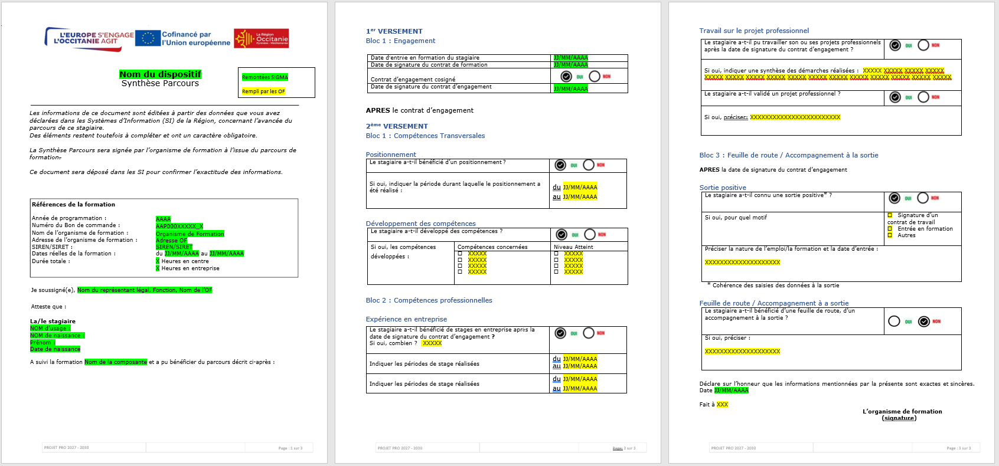 L'EUROPE S'ENGAGE
L'OCCITANIE AGIT
Cofinancé par
l'Union européenne
La Région
Occitanie
Pyrénées - Méditerranée
Nom du dispositif
Synthèse Parcours
Remontées SIGMA
Rempli par les OF
Les informations de ce document sont éditées à partir des données que vous avez
déclarées dans les Systèmes d'Information (SI) de la Région, concernant l'avancée du
parcours de ce stagiaire.
Des éléments restent toutefois à compléter et ont un caractère obligatoire.
La Synthèse Parcours sera signée par l'organisme de formation à l'issue du parcours de
formation.
Ce document sera déposé dans les SI pour confirmer l'exactitude des informations.
Références de la formation
Année de programmation : AAAA
Numéro du Bon de commande : AAP000XXXXX_X
Nom de l'organisme de formation : Organisme de Formation
Adresse de l'organisme de formation : Adresse OF
SIREN/SIRET : SIREN/SIRET
Dates réelles de la formation : du JJ/MM/AAAA au JJ/MM/AAAA
Durée totale : X Heures en centre
X Heures en entreprise
Je soussigné(e), Nom du représentant légal, Fonction, Nom de l'OF
Atteste que :
La/le stagiaire
NOM d'usage :
NOM de naissance :
Prénom :
Date de naissance
A suivi la formation Nom de la composante et a pu bénéficier du parcours décrit ci-après :
PROJET PRO 2027 - 2030 Page : 1 sur 3
1er VERSEMENT
Bloc 1 : Engagement
Date d'entrée en formation du stagiaire JJ/MM/AAAA
Date de signature du contrat de formation JJ/MM/AAAA
Contrat d'engagement cosigné OUI NON
Date de signature du contrat d'engagement JJ/MM/AAAA
APRES le contrat d'engagement
2ème VERSEMENT
Bloc 1 : Compétences Transversales
Positionnement
Le stagiaire a-t-il bénéficié d'un positionnement ? OUI NON
Si oui, indiquer la période durant laquelle le positionnement a
été réalisé :
du JJ/MM/AAAA
au JJ/MM/AAAA
Développement des compétences
Le stagiaire a-t-il développé des compétences ? OUI NON
Si oui, les compétences
développées :
Compétences concernées Niveau Atteint
☐ XXXXX ☐ XXXXX
☐ XXXXX ☐ XXXXX
☐ XXXXX ☐ XXXXX
☐ XXXXX ☐ XXXXX
Bloc 2 : Compétences professionnelles
Expérience en entreprise
Le stagiaire a-t-il bénéficié de stages en entreprise après la
date de signature du contrat d'engagement ?
Si oui, combien ? XXXXX
OUI NON
Indiquer les périodes de stage réalisées
du JJ/MM/AAAA
au JJ/MM/AAAA
Indiquer les périodes de stage réalisées
du JJ/MM/AAAA
au JJ/MM/AAAA
PROJET PRO 2027 - 2030 Page: 2 sur 3
Travail sur le projet professionnel
Le stagiaire a-t-il pu travailler son ou ses projets professionnels
après la date de signature du contrat d'engagement ?
OUI NON
Si oui, indiquer une synthèse des démarches réalisées : XXXXX XXXXX XXXXX XXXXX
XXXXX XXXXX XXXXX XXXXX XXXXX XXXXX XXXXX XXXXX XXXXX XXXXX XXXXX XXXXX
Le stagiaire a-t-il validé un projet professionnel ? OUI NON
Si oui, préciser: XXXXXXXXXXXXXXXXXXXXXXXX
Bloc 3 : Feuille de route / Accompagnement à la sortie
APRES la date de signature du contrat d'engagement
Sortie positive
Le stagiaire a-t-il connu une sortie positive* ? OUI NON
Si oui, pour quel motif
☐ Signature d'un
contrat de travail
☐ Entrée en formation
☐ Autres
Préciser la nature de l'emploi/la formation et la date d'entrée :
XXXXXXXXXXXXXXXXXXXX
* Cohérence des saisies des données à la sortie
Feuille de route / Accompagnement à a sortie
Le stagiaire a-t-il bénéficié d'une feuille de route, d'un
accompagnement à la sortie ?
OUI NON
Si oui, préciser :
XXXXXXXXXXXXXXXXXXXX
Déclare sur l'honneur que les informations mentionnées par la présente sont exactes et sincères.
Date JJ/MM/AAAA
Fait à XXX
L'organisme de formation
(signature)
PROJET PRO 2027 - 2030 Page : 3 sur 3